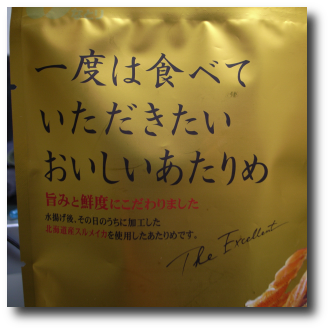 一度は食べて
いただきたい
おいしいあたりめ
旨みと鮮度にこだわりました
水揚げ後、その日のうちに加工した
北海道産スルメイカを使用したあたりめです。
The Excellent